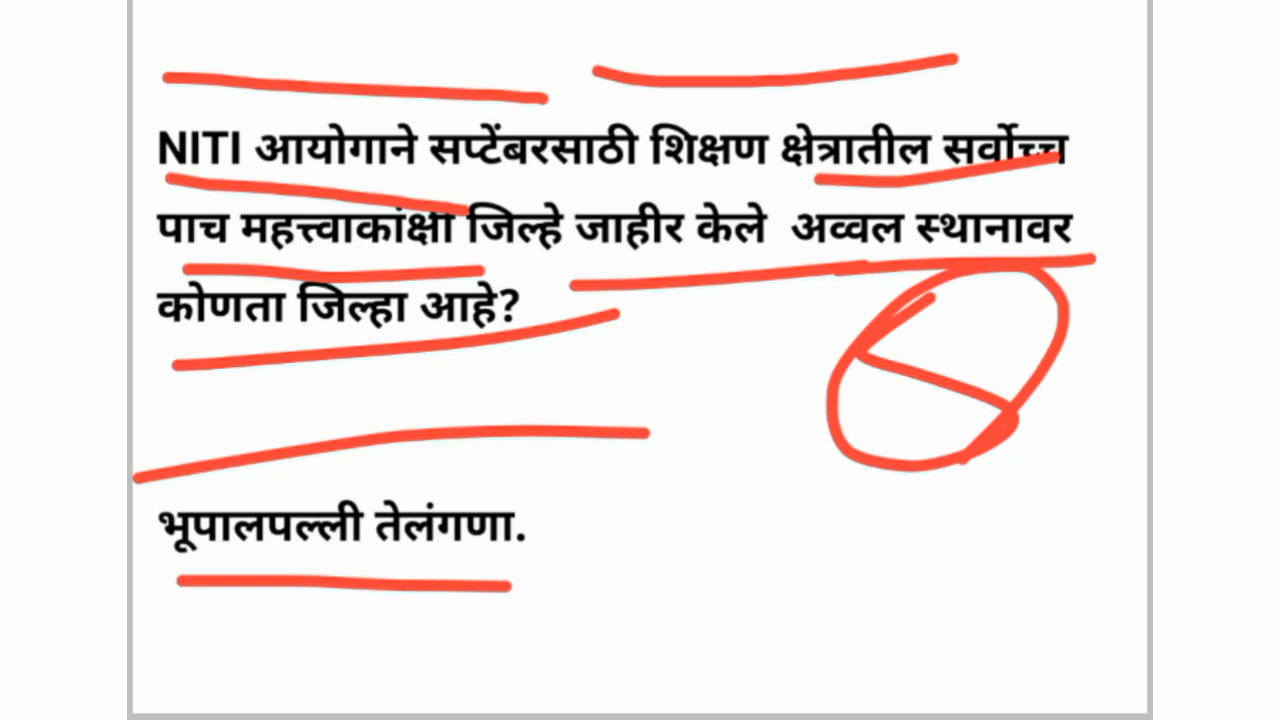 NITI आयोगाने सप्टेंबरसाठी शिक्षण क्षेत्रातील सर्वोच्च
पाच महत्त्वाकांक्षी जिल्हे जाहीर केले अव्वल स्थानावर
कोणता जिल्हा आहे?
भूपालपल्ली तेलंगणा.